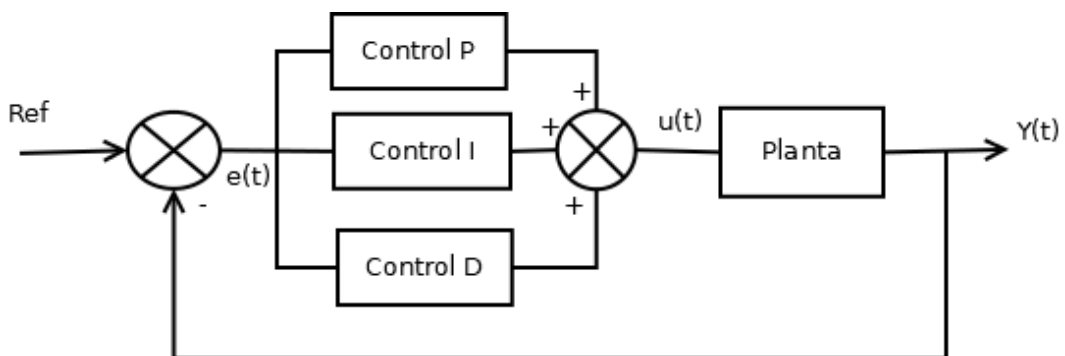 Control P
Ref
+
+
u(t)
Y(t)
Control I
Planta
e(t)
-
+
Control D